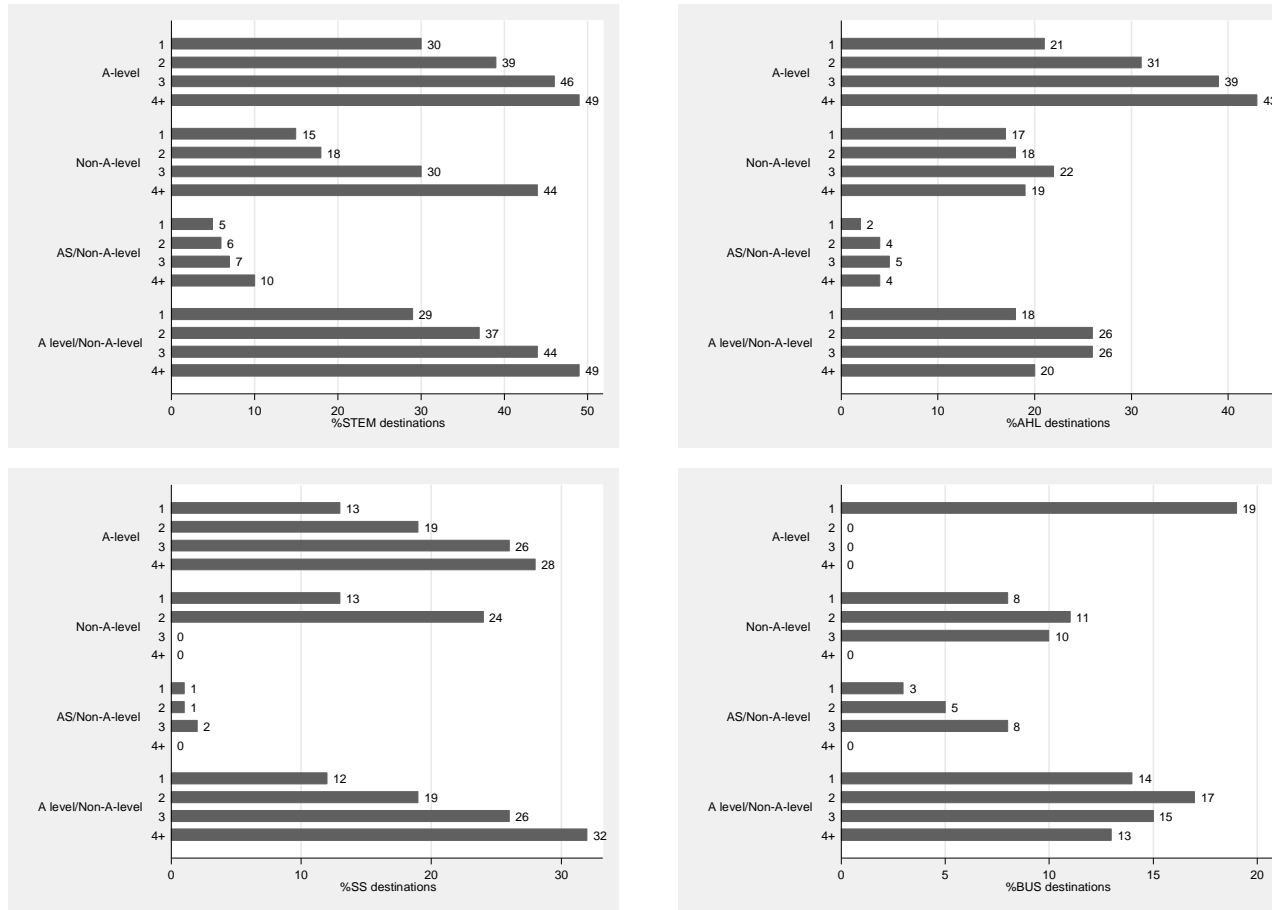 A-level
1 30
2 39
3 46
4+ 49
Non-A-level
1 15
2 18
3 30
4+ 44
AS/Non-A-level
1 5
2 6
3 7
4+ 10
A level/Non-A-level
1 29
2 37
3 44
4+ 49
0 10 20 30 40 50
%STEM destinations
A-level
1 21
2 31
3 39
4+ 43
Non-A-level
1 17
2 18
3 22
4+ 19
AS/Non-A-level
1 2
2 4
3 5
4+ 4
A level/Non-A-level
1 18
2 26
3 26
4+ 20
0 10 20 30 40
%AHL destinations
A-level
1 13
2 19
3 26
4+ 28
Non-A-level
1 13
2 24
3 0
4+ 0
AS/Non-A-level
1 1
2 1
3 2
4+ 0
A level/Non-A-level
1 12
2 19
3 26
4+ 32
0 10 20 30
%SS destinations
A-level
1 19
2 0
3 0
4+ 0
Non-A-level
1 8
2 11
3 10
4+ 0
AS/Non-A-level
1 3
2 5
3 8
4+ 0
A level/Non-A-level
1 14
2 17
3 15
4+ 13
0 5 10 15 20
%BUS destinations